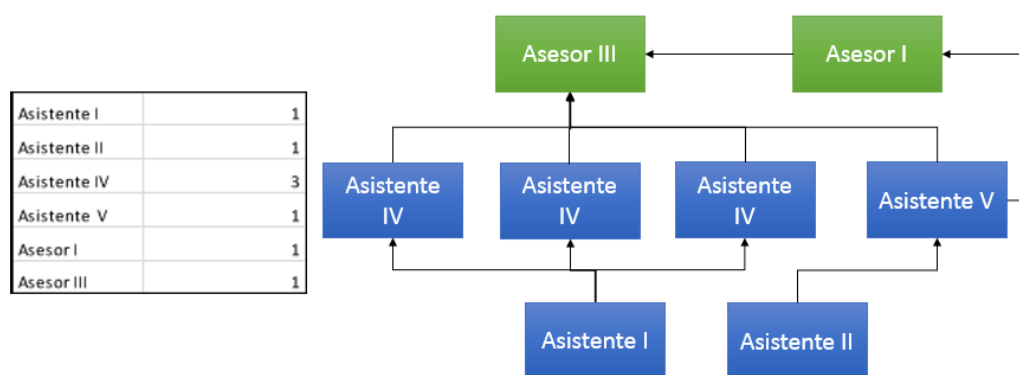 Asistente I 1
Asistente II 1
Asistente IV 3
Asistente V 1
Asesor I 1
Asesor III 1
Asesor III
Asesor I
Asistente
IV
Asistente
IV
Asistente
IV
Asistente V
Asistente I
Asistente II